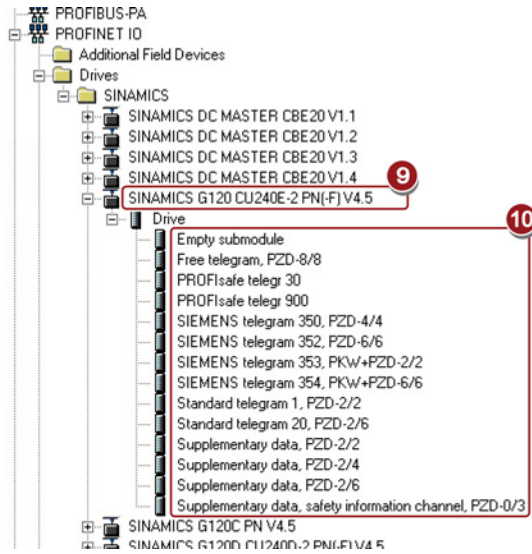 PROFIBUS-PA
PROFINET IO
Additional Field Devices
Drives
SINAMICS
SINAMICS DC MASTER CBE20 V1.1
SINAMICS DC MASTER CBE20 V1.2
SINAMICS DC MASTER CBE20 V1.3
SINAMICS DC MASTER CBE20 V1.4
9
SINAMICS G120 CU240E-2 PN(-F) V4.5
Drive
10
Empty submodule
Free telegram, PZD-8/8
PROFIsafe telegr 30
PROFIsafe telegr 900
SIEMENS telegram 350, PZD-4/4
SIEMENS telegram 352, PZD-6/6
SIEMENS telegram 353, PKW+PZD-2/2
SIEMENS telegram 354, PKW+PZD-6/6
Standard telegram 1, PZD-2/2
Standard telegram 20, PZD-2/6
Supplementary data, PZD-2/2
Supplementary data, PZD-2/4
Supplementary data, PZD-2/6
Supplementary data, safety information channel, PZD-0/3
SINAMICS G120C PN V4.5
SINAMICS G120D CU240D-2 PN(-F) V4.5